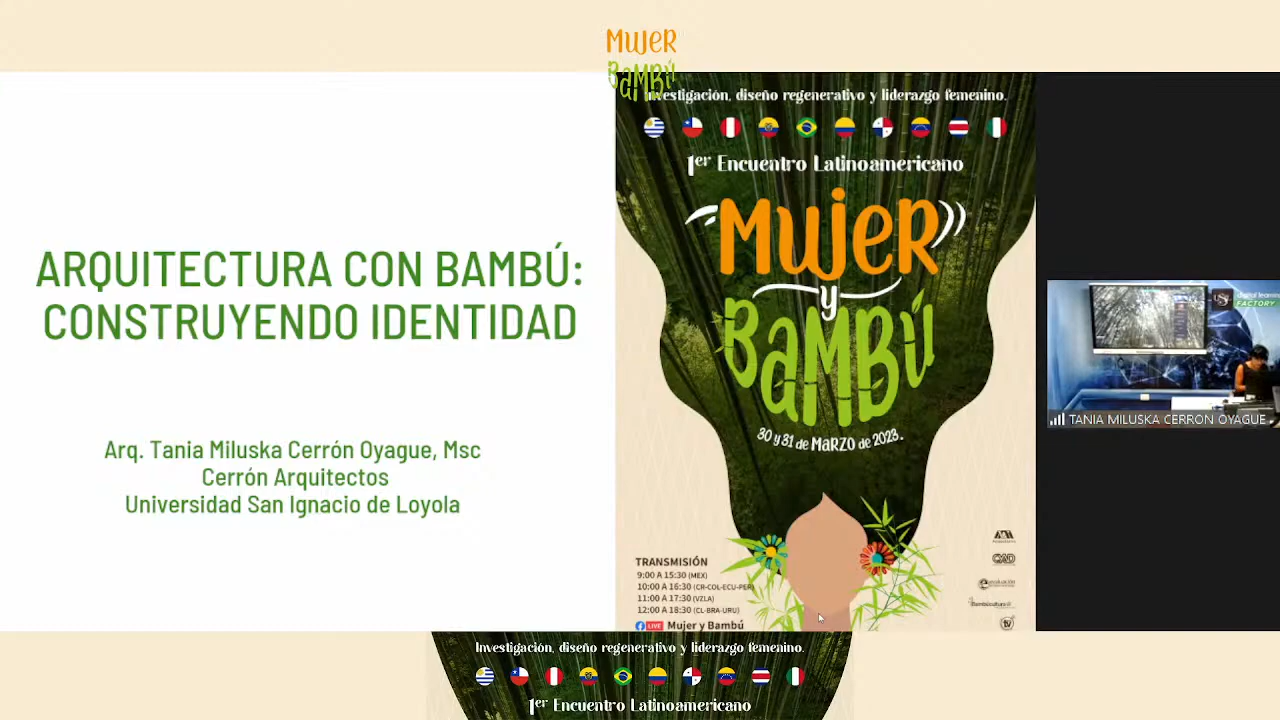 MUJER
BAMBÚ
Investigación, diseño regenerativo y liderazgo femenino.
1er Encuentro Latinoamericano
MUJER
y
BAMBÚ
30 y 31 de MARZO de 2023.
ARQUITECTURA CON BAMBÚ:
CONSTRUYENDO IDENTIDAD
Arq. Tania Miluska Cerrón Oyague, Msc
Cerrón Arquitectos
Universidad San Ignacio de Loyola
TRANSMISIÓN
9:00 A 15:30 (MEX)
10:00 A 16:30 (CR-COL-ECU-PER)
11:00 A 17:30 (VZLA)
12:00 A 18:30 (CL-BRA-URU)
LIVE Mujer y Bambú
digital learning
FACTORY
TANIA MILUSKA CERRON OYAGUE
Investigación, diseño regenerativo y liderazgo femenino.
1er Encuentro Latinoamericano